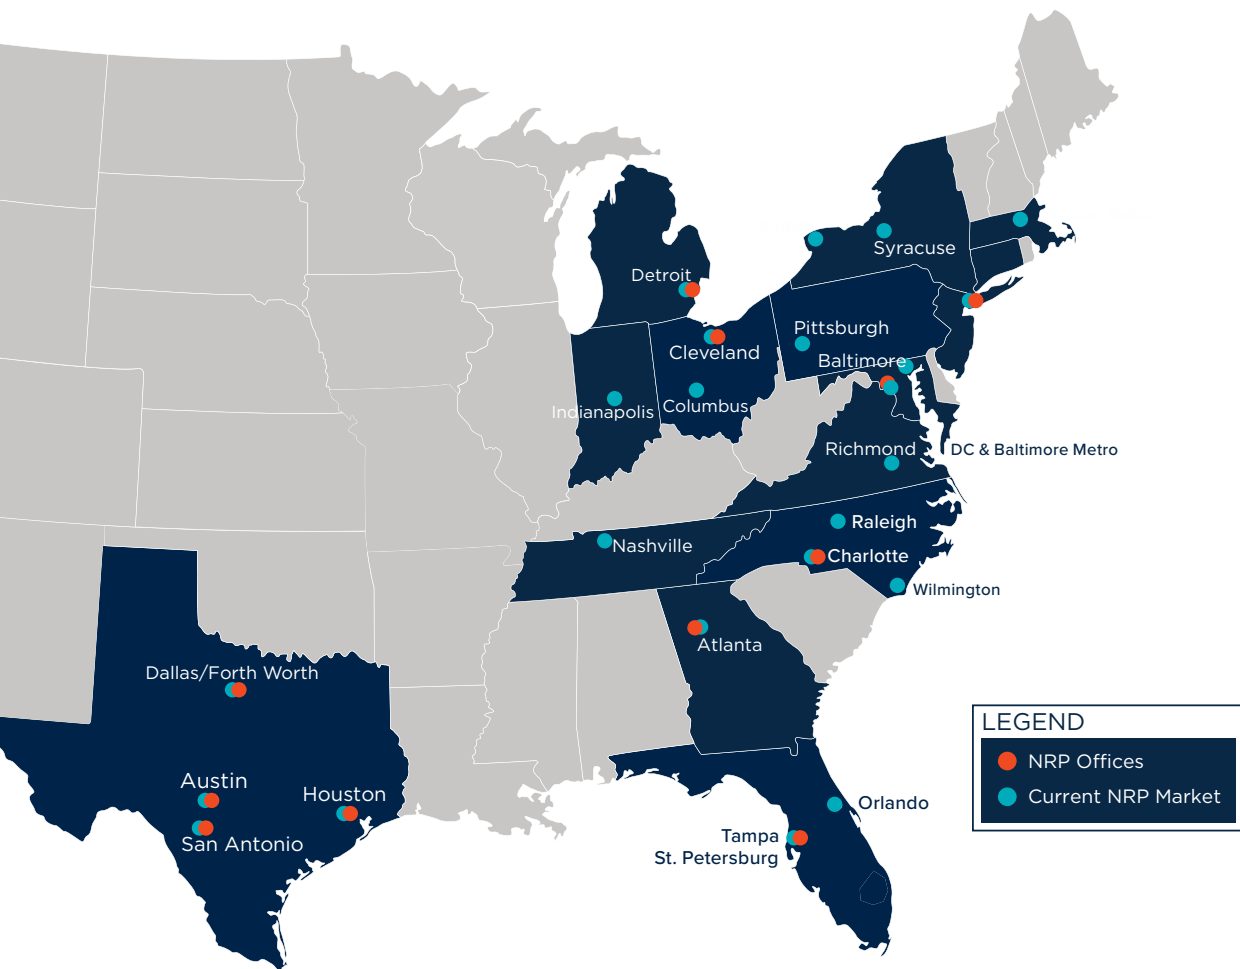 Syracuse
Detroit
Pittsburgh
Cleveland
Baltimore
Columbus
Indianapolis
Richmond
DC & Baltimore Metro
Raleigh
Nashville
Charlotte
Wilmington
Atlanta
Dallas/Forth Worth
LEGEND
NRP Offices
Austin
Houston
Current NRP Market
Orlando
Tampa
St. Petersburg
San Antonio